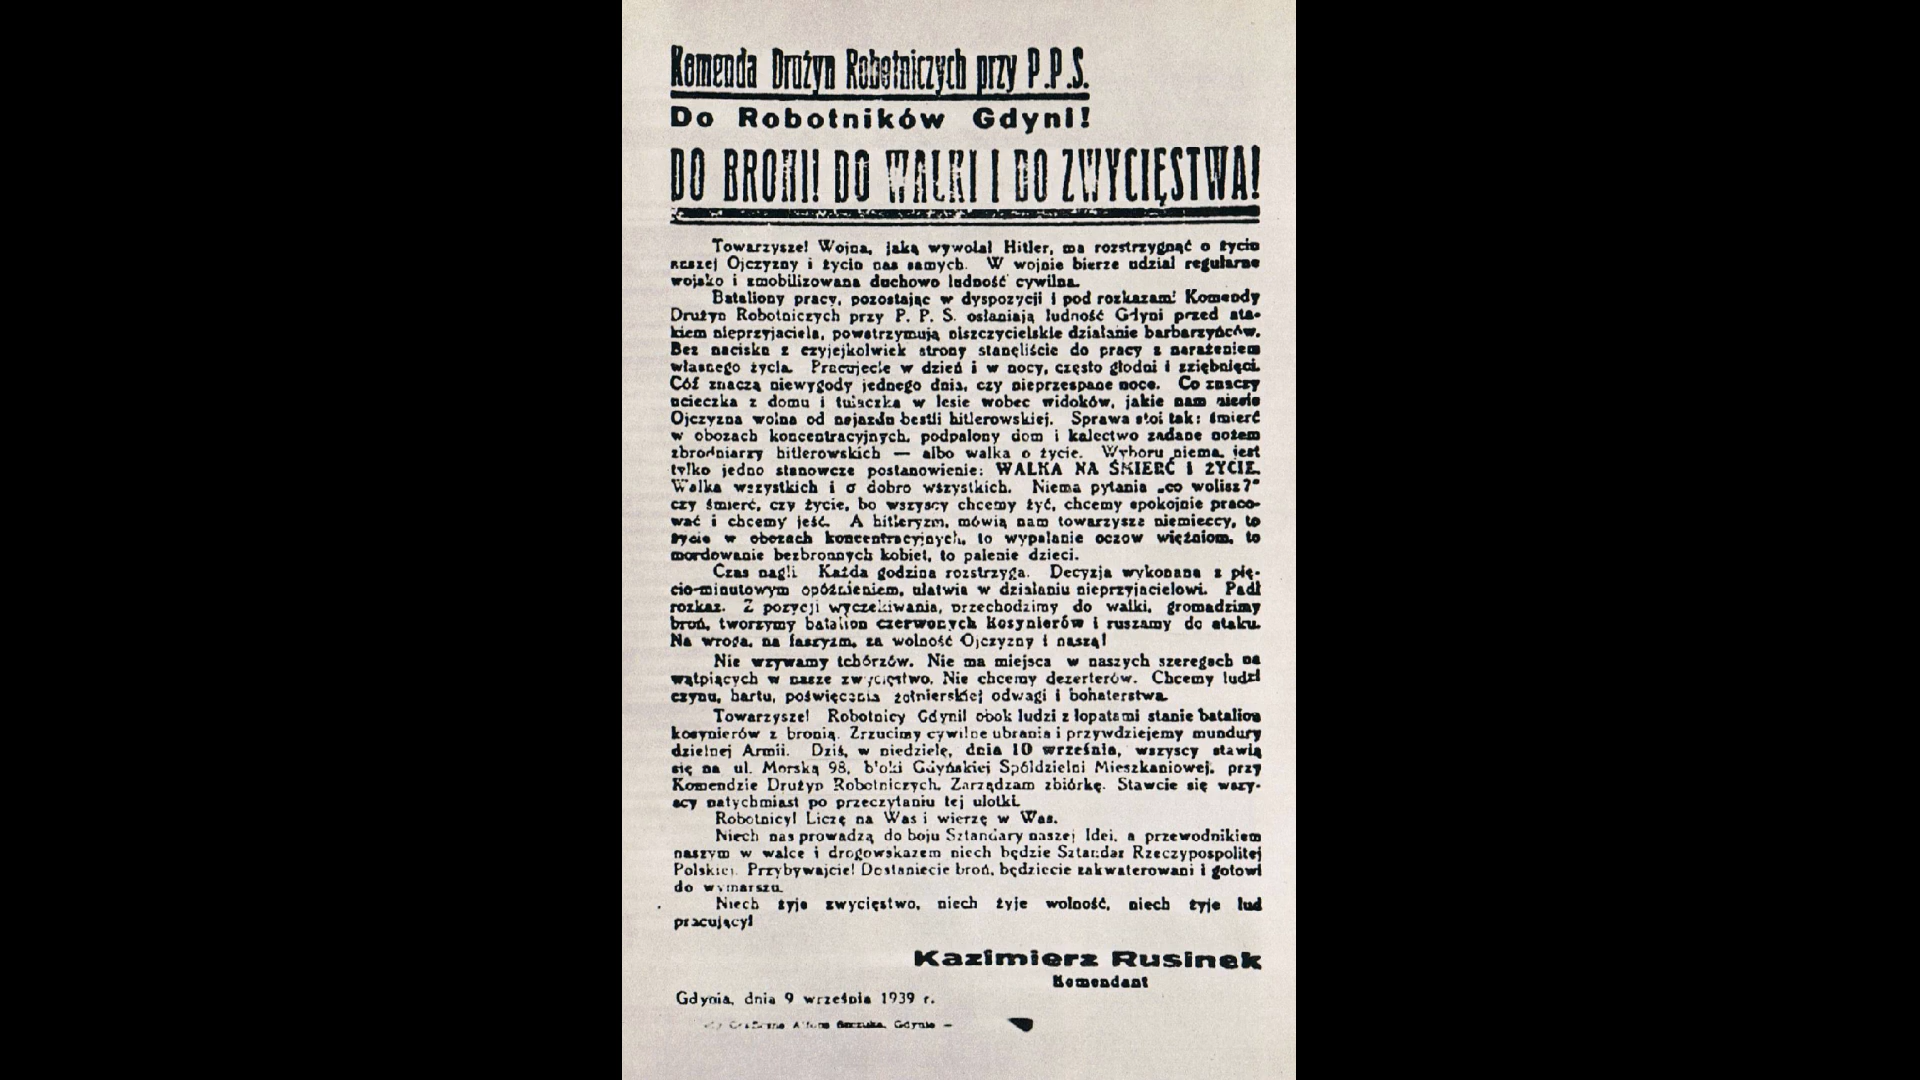 Komenda Drużyn Robotniczych przy P.P.S.
Do Robotników Gdyni!
DO BRONI! DO WALKI I DO ZWYCIĘSTWA!
Towarzysze! Wojna, jaką wywołał Hitler, ma rozstrzygnąć o życiu
naszej Ojczyzny i życiu nas samych. W wojnie bierze udział regularne
wojsko i zmobilizowana duchowo ludność cywilna.
Bataliony pracy, pozostając w dyspozycji i pod rozkazami Komendy
Drużyn Robotniczych przy P. P. S. osłaniają ludność Gdyni przed ata-
kiem nieprzyjaciela, powstrzymują niszczycielskie działanie barbarzyńców.
Bez nacisku z czyjejkolwiek strony stanęliście do pracy z narażeniem
własnego życia. Pracujecie w dzień i w nocy, często głodni i zziębnięci.
Cóż znaczą niewygody jednego dnia, czy nieprzespane noce. Co znaczy
ucieczka z domu i tułaczka w lesie wobec widoków, jakie nam niesie
Ojczyzna wolna od najazdu bestii hitlerowskiej. Sprawa stoi tak: śmierć
w obozach koncentracyjnych, podpalony dom i kalectwo zadane nożem
zbrodniarzy hitlerowskich — albo walka o życie. Wyboru niema, jest
tylko jedno stanowcze postanowienie: WALKA NA ŚMIERĆ I ŻYCIE.
Walka wszystkich i o dobro wszystkich. Niema pytania „co wolisz?"
czy śmierć, czy życie, bo wszyscy chcemy żyć, chcemy spokojnie praco-
wać i chcemy jeść. A hitleryzm, mówią nam towarzysze niemieccy, to
życie w obozach koncentracyjnych, to wypalanie oczow więźniom, to
mordowanie bezbronnych kobiet, to palenie dzieci.
Czas nagli. Każda godzina rozstrzyga. Decyzja wykonana z pię-
cio-minutowym opóźnieniem, ułatwia w działaniu nieprzyjacielowi. Padł
rozkaz. Z pozycji wyczekiwania, przechodzimy do walki, gromadzimy
broń, tworzymy batalion czerwonych kosynierów i ruszamy do ataku.
Na wroga, na faszyzm, za wolność Ojczyzny i naszą!
Nie wzywamy tchórzów. Nie ma miejsca w naszych szeregach na
wątpiących w nasze zwycięstwo. Nie chcemy dezerterów. Chcemy ludzi
czynu, hartu, poświęcenia żołnierskiej odwagi i bohaterstwa.
Towarzysze! Robotnicy Gdyni! obok ludzi z łopatami stanie batalion
kosynierów z bronią. Zrzucimy cywilne ubrania i przywdziejemy mundury
dzielnej Armii. Dziś, w niedzielę, dnia 10 września, wszyscy stawią
się na ul. Morską 98, bloki Gdyńskiej Spółdzielni Mieszkaniowej, przy
Komendzie Drużyn Robotniczych. Zarządzam zbiórkę. Stawcie się wszy-
scy natychmiast po przeczytaniu tej ulotki.
Robotnicy! Liczę na Was i wierzę w Was.
Niech nas prowadzą do boju Sztandary naszej Idei, a przewodnikiem
naszym w walce i drogowskazem niech będzie Sztandar Rzeczypospolitej
Polskiej. Przybywajcie! Dostaniecie broń, będziecie zakwaterowani i gotowi
do wymarszu.
Niech żyje zwycięstwo, niech żyje wolność, niech żyje lud
pracujący!
Kazimierz Rusinek
Komendant
Gdynia, dnia 9 września 1939 r.
Gdynia —